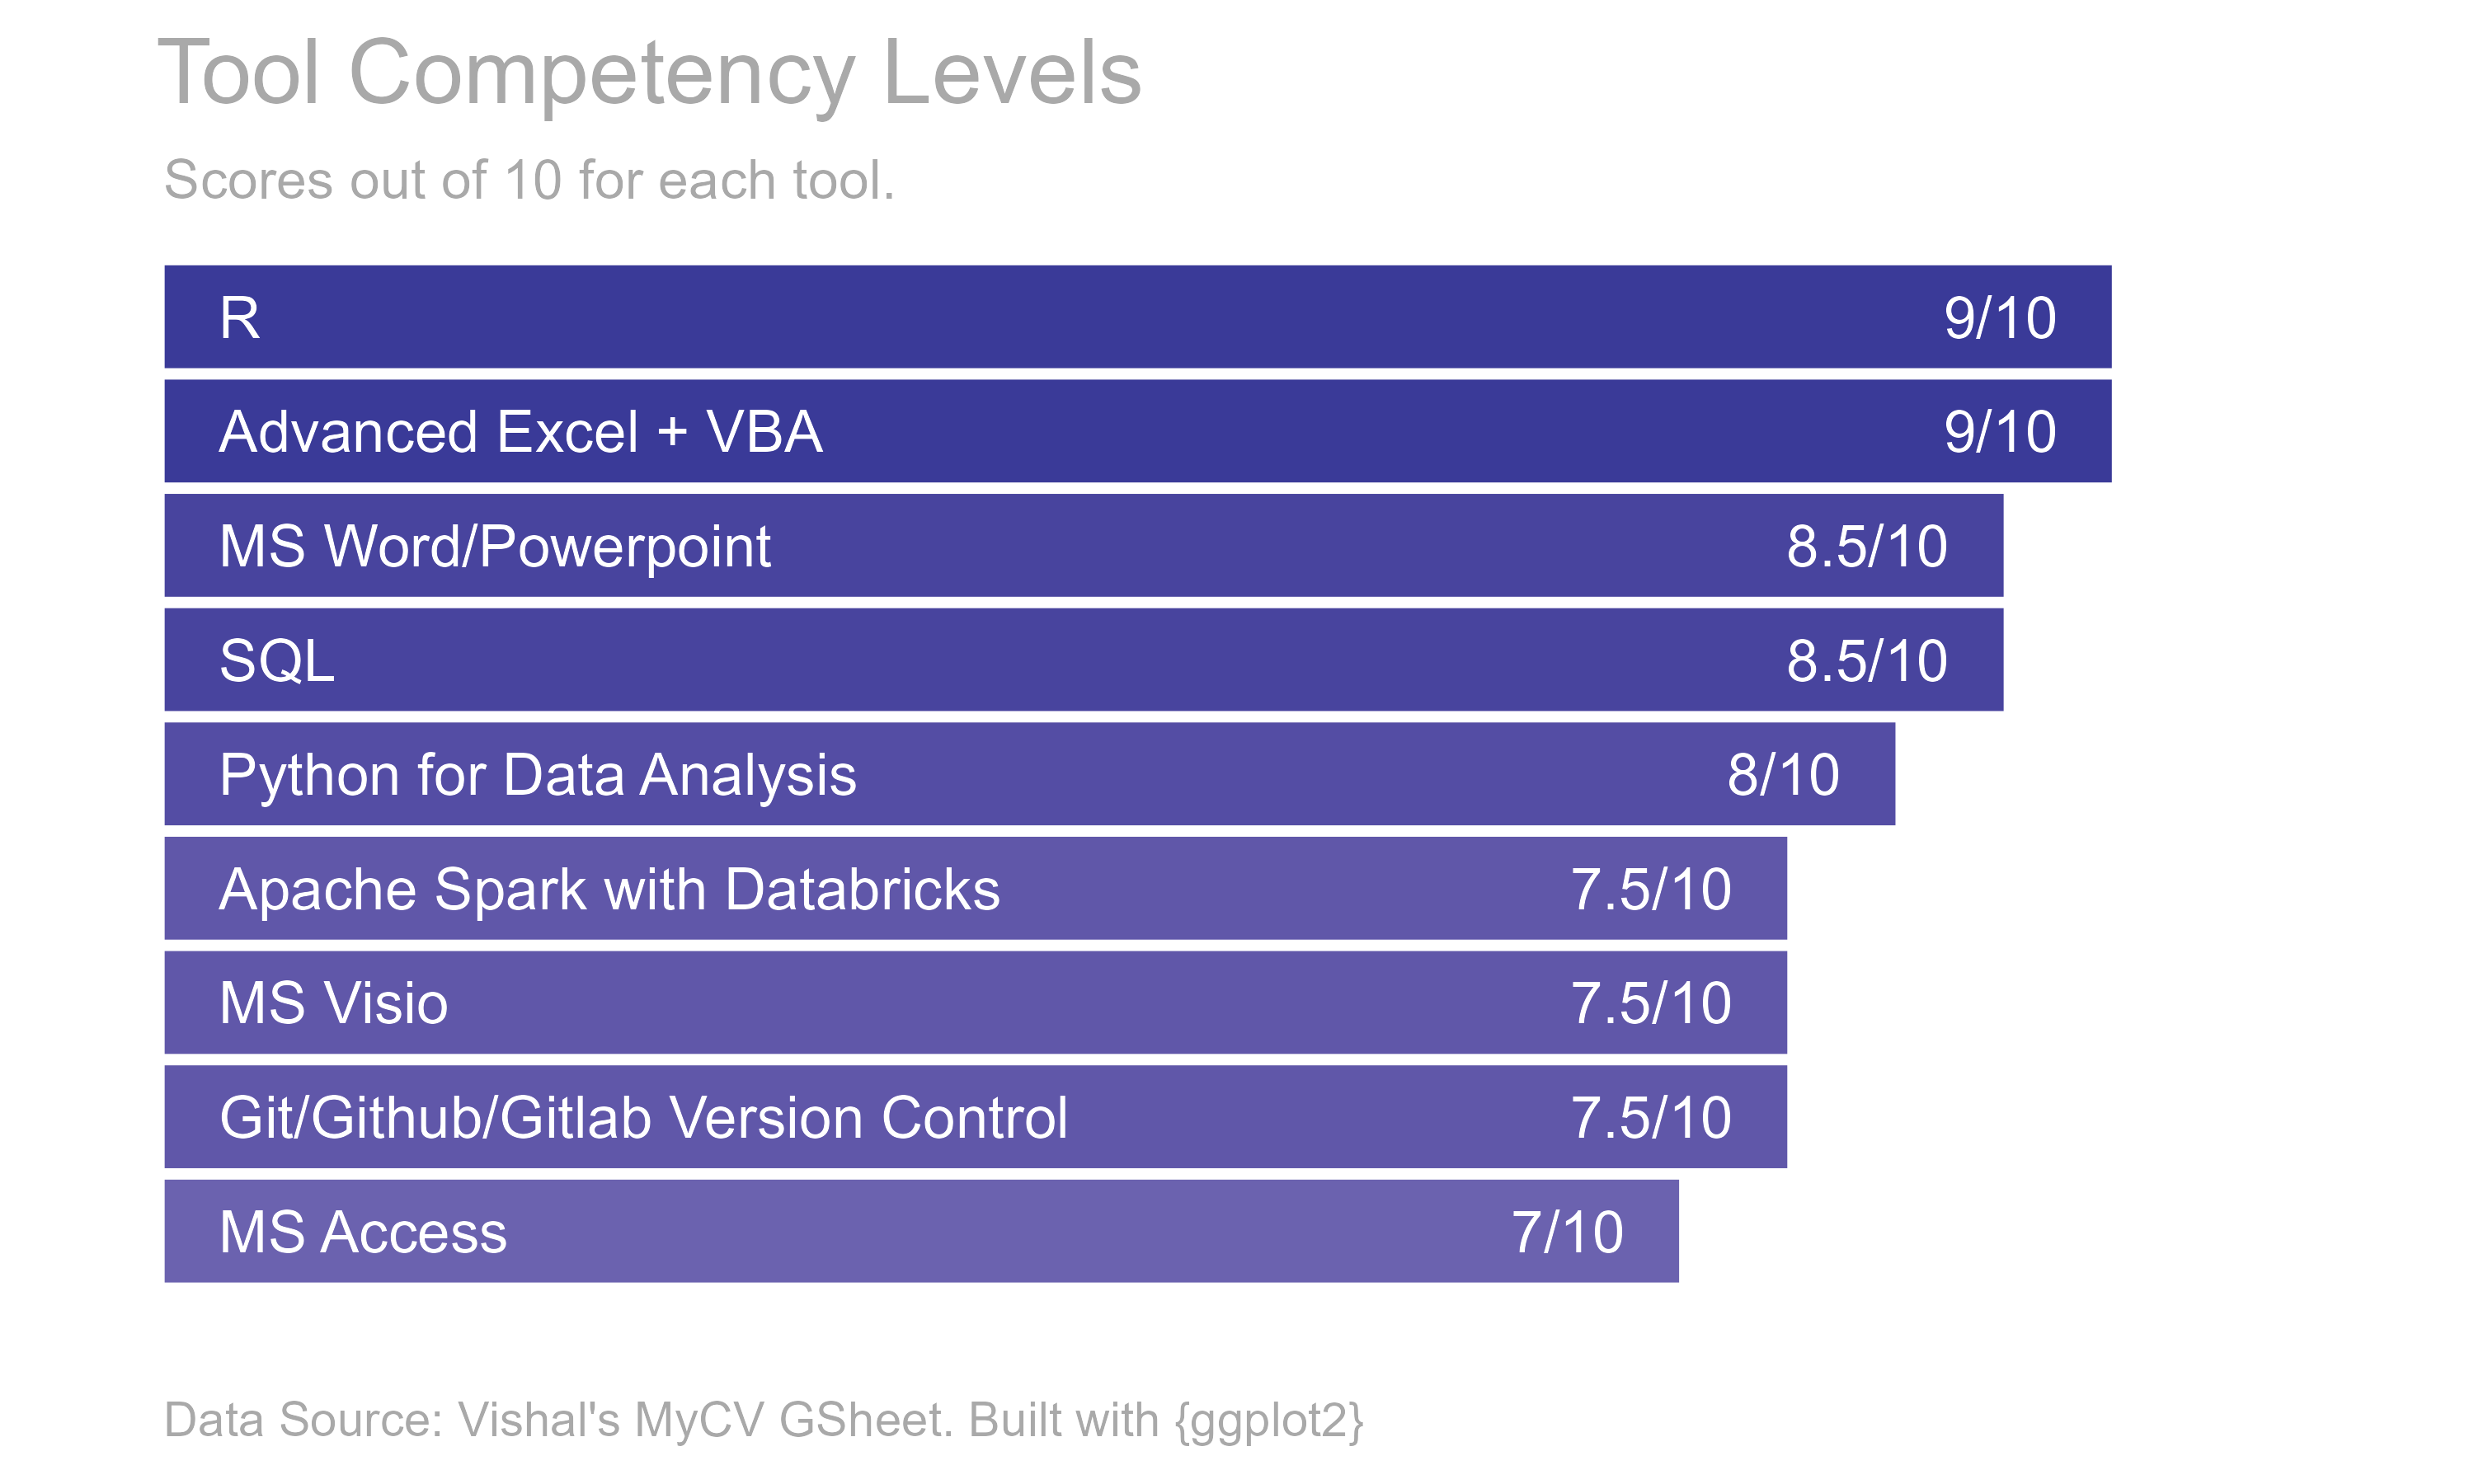 Tool Competency Levels
Scores out of 10 for each tool.
R 9/10
Advanced Excel + VBA 9/10
MS Word/Powerpoint 8.5/10
SQL 8.5/10
Python for Data Analysis 8/10
Apache Spark with Databricks 7.5/10
MS Visio 7.5/10
Git/Github/Gitlab Version Control 7.5/10
MS Access 7/10
Data Source: Vishal's MyCV GSheet. Built with {ggplot2}